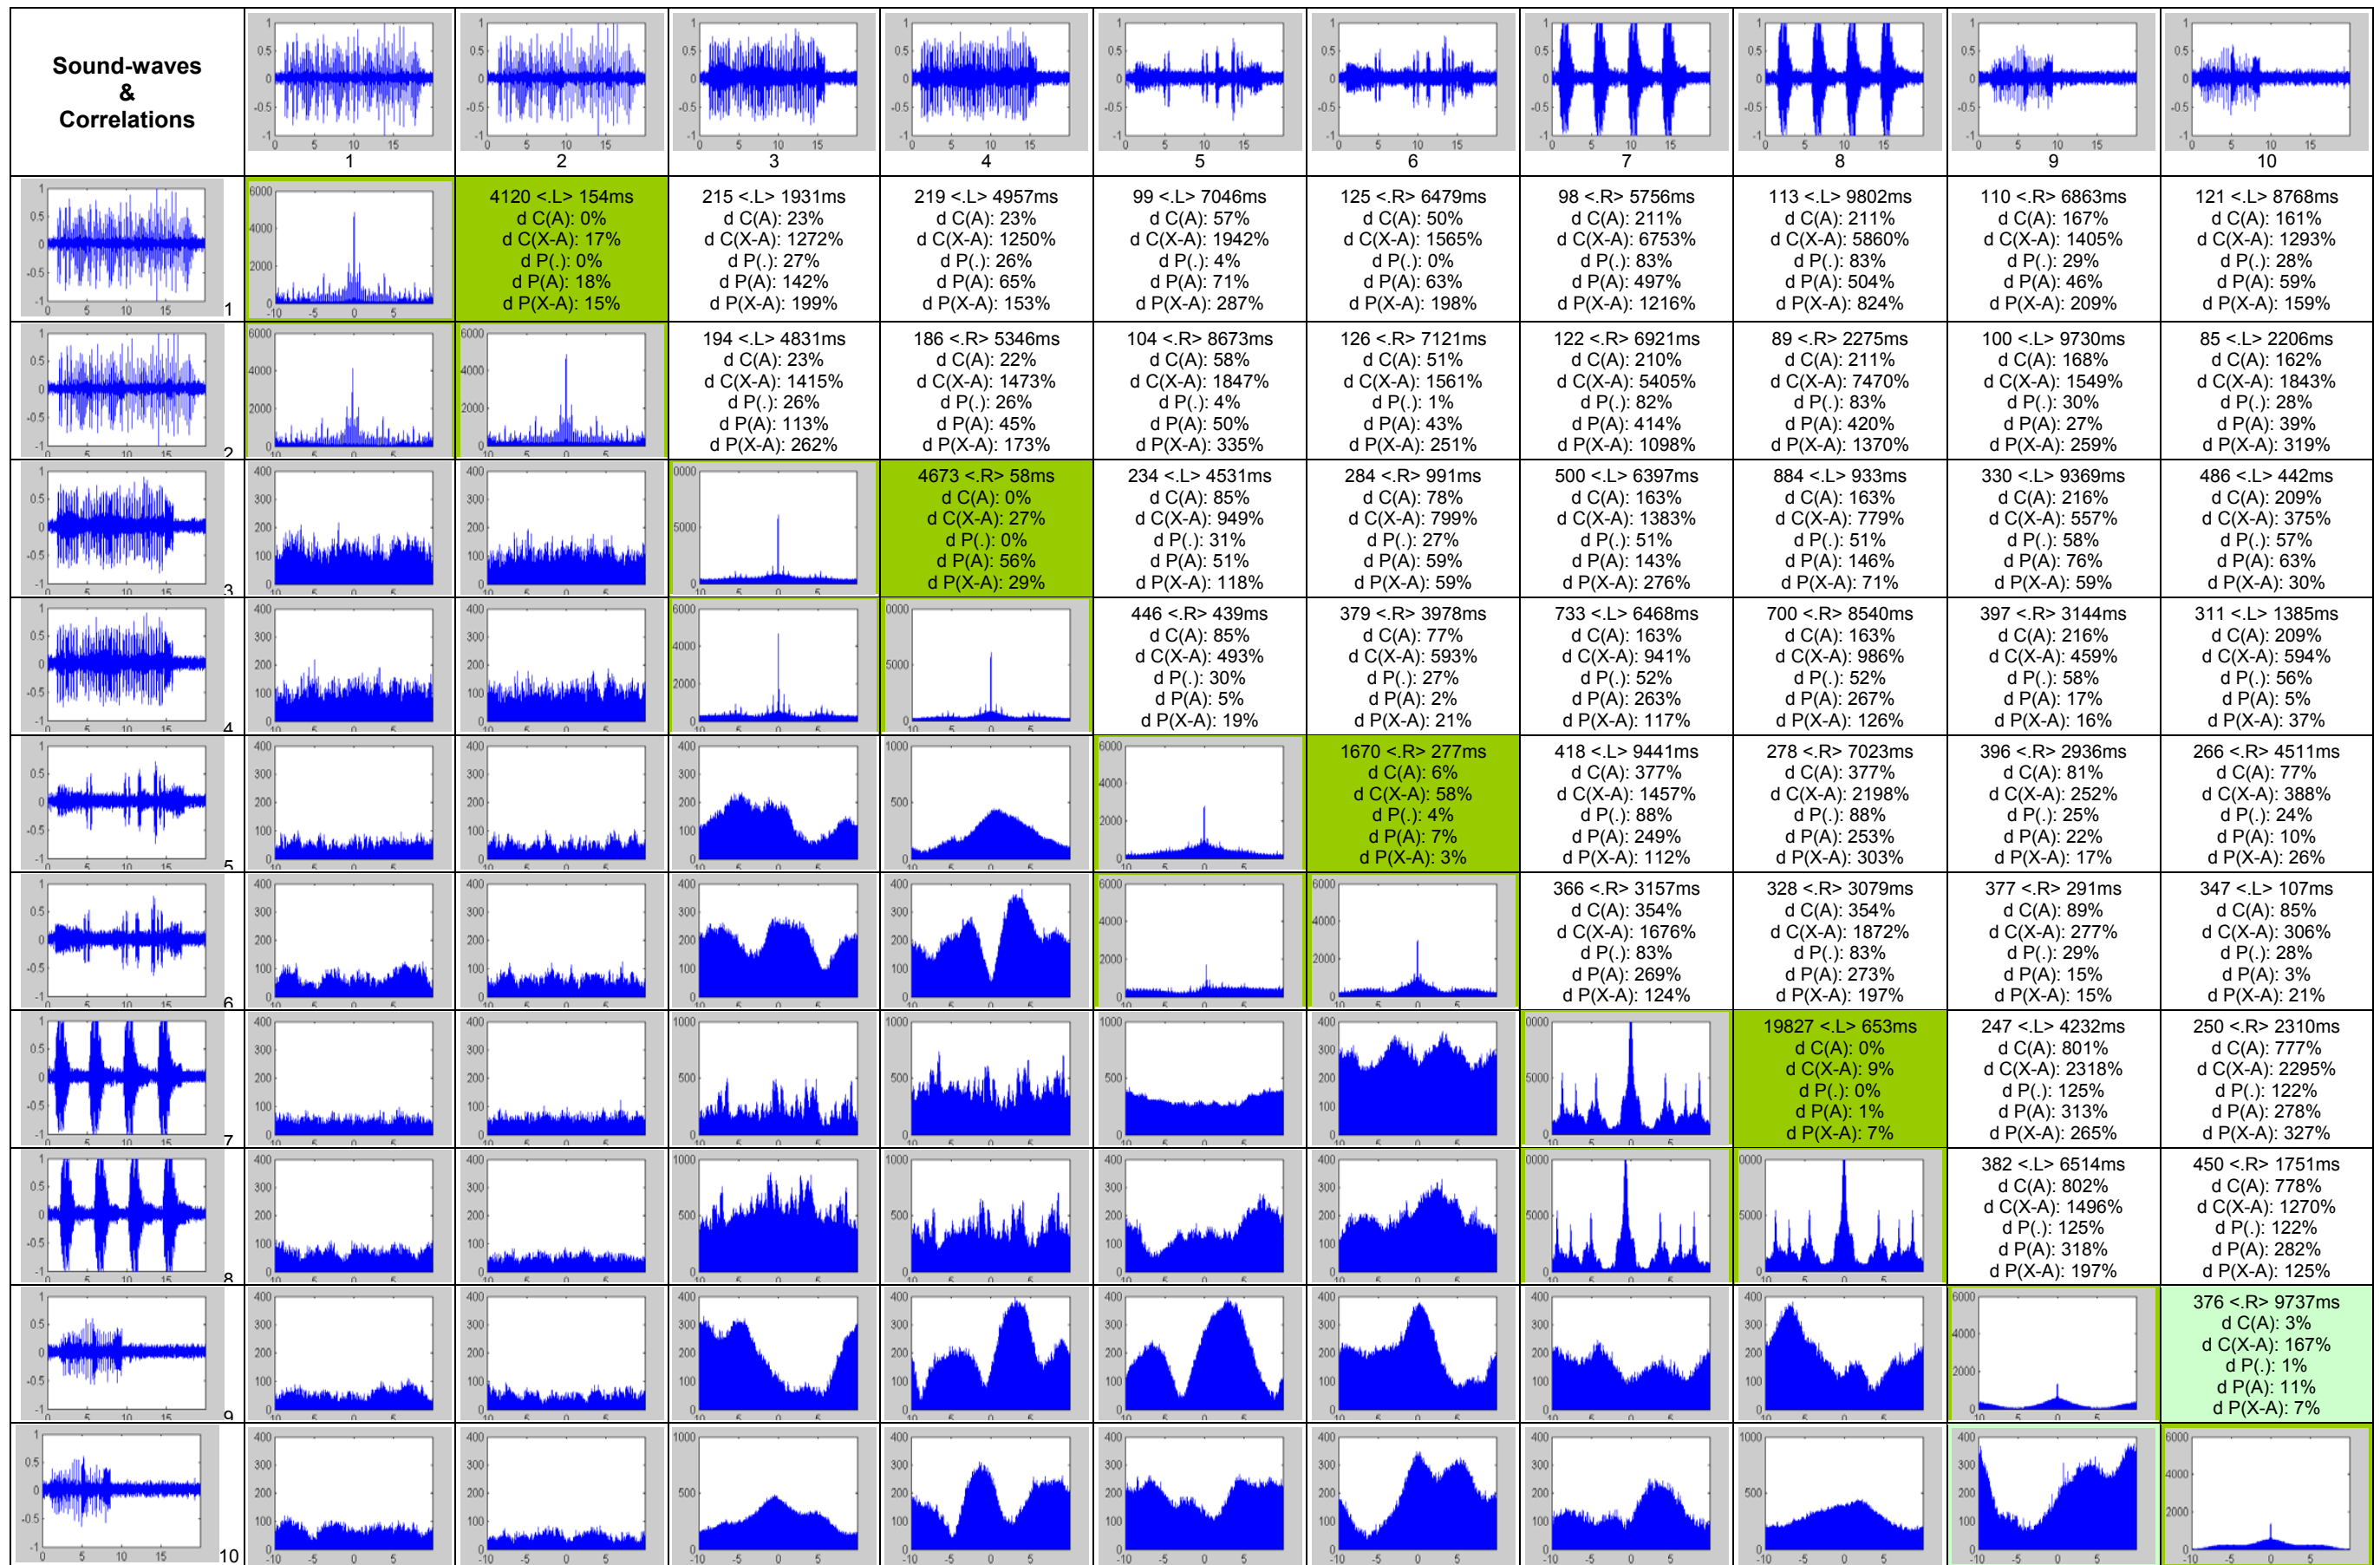 Sound-waves
&
Correlations
1
2
3
4
5
6
7
8
9
10
1
4120 <.L> 154ms
d C(A): 0%
d C(X-A): 17%
d P(.): 0%
d P(A): 18%
d P(X-A): 15%
215 <.L> 1931ms
d C(A): 23%
d C(X-A): 1272%
d P(.): 27%
d P(A): 142%
d P(X-A): 199%
219 <.L> 4957ms
d C(A): 23%
d C(X-A): 1250%
d P(.): 26%
d P(A): 65%
d P(X-A): 153%
99 <.L> 7046ms
d C(A): 57%
d C(X-A): 1942%
d P(.): 4%
d P(A): 71%
d P(X-A): 287%
125 <.R> 6479ms
d C(A): 50%
d C(X-A): 1565%
d P(.): 0%
d P(A): 63%
d P(X-A): 198%
98 <.R> 5756ms
d C(A): 211%
d C(X-A): 6753%
d P(.): 83%
d P(A): 497%
d P(X-A): 1216%
113 <.L> 9802ms
d C(A): 211%
d C(X-A): 5860%
d P(.): 83%
d P(A): 504%
d P(X-A): 824%
110 <.R> 6863ms
d C(A): 167%
d C(X-A): 1405%
d P(.): 29%
d P(A): 46%
d P(X-A): 209%
121 <.L> 8768ms
d C(A): 161%
d C(X-A): 1293%
d P(.): 28%
d P(A): 59%
d P(X-A): 159%
2
194 <.L> 4831ms
d C(A): 23%
d C(X-A): 1415%
d P(.): 26%
d P(A): 113%
d P(X-A): 262%
186 <.R> 5346ms
d C(A): 22%
d C(X-A): 1473%
d P(.): 26%
d P(A): 45%
d P(X-A): 173%
104 <.R> 8673ms
d C(A): 58%
d C(X-A): 1847%
d P(.): 4%
d P(A): 50%
d P(X-A): 335%
126 <.R> 7121ms
d C(A): 51%
d C(X-A): 1561%
d P(.): 1%
d P(A): 43%
d P(X-A): 251%
122 <.R> 6921ms
d C(A): 210%
d C(X-A): 5405%
d P(.): 82%
d P(A): 414%
d P(X-A): 1098%
89 <.R> 2275ms
d C(A): 211%
d C(X-A): 7470%
d P(.): 83%
d P(A): 420%
d P(X-A): 1370%
100 <.L> 9730ms
d C(A): 168%
d C(X-A): 1549%
d P(.): 30%
d P(A): 27%
d P(X-A): 259%
85 <.L> 2206ms
d C(A): 162%
d C(X-A): 1843%
d P(.): 28%
d P(A): 39%
d P(X-A): 319%
3
4673 <.R> 58ms
d C(A): 0%
d C(X-A): 27%
d P(.): 0%
d P(A): 56%
d P(X-A): 29%
234 <.L> 4531ms
d C(A): 85%
d C(X-A): 949%
d P(.): 31%
d P(A): 51%
d P(X-A): 118%
284 <.R> 991ms
d C(A): 78%
d C(X-A): 799%
d P(.): 27%
d P(A): 59%
d P(X-A): 59%
500 <.L> 6397ms
d C(A): 163%
d C(X-A): 1383%
d P(.): 51%
d P(A): 143%
d P(X-A): 276%
884 <.L> 933ms
d C(A): 163%
d C(X-A): 779%
d P(.): 51%
d P(A): 146%
d P(X-A): 71%
330 <.L> 9369ms
d C(A): 216%
d C(X-A): 557%
d P(.): 58%
d P(A): 76%
d P(X-A): 59%
486 <.L> 442ms
d C(A): 209%
d C(X-A): 375%
d P(.): 57%
d P(A): 63%
d P(X-A): 30%
4
446 <.R> 439ms
d C(A): 85%
d C(X-A): 493%
d P(.): 30%
d P(A): 5%
d P(X-A): 19%
379 <.R> 3978ms
d C(A): 77%
d C(X-A): 593%
d P(.): 27%
d P(A): 2%
d P(X-A): 21%
733 <.L> 6468ms
d C(A): 163%
d C(X-A): 941%
d P(.): 52%
d P(A): 263%
d P(X-A): 117%
700 <.R> 8540ms
d C(A): 163%
d C(X-A): 986%
d P(.): 52%
d P(A): 267%
d P(X-A): 126%
397 <.R> 3144ms
d C(A): 216%
d C(X-A): 459%
d P(.): 58%
d P(A): 17%
d P(X-A): 16%
311 <.L> 1385ms
d C(A): 209%
d C(X-A): 594%
d P(.): 56%
d P(A): 5%
d P(X-A): 37%
5
1670 <.R> 277ms
d C(A): 6%
d C(X-A): 58%
d P(.): 4%
d P(A): 7%
d P(X-A): 3%
418 <.L> 9441ms
d C(A): 377%
d C(X-A): 1457%
d P(.): 88%
d P(A): 249%
d P(X-A): 112%
278 <.R> 7023ms
d C(A): 377%
d C(X-A): 2198%
d P(.): 88%
d P(A): 253%
d P(X-A): 303%
396 <.R> 2936ms
d C(A): 81%
d C(X-A): 252%
d P(.): 25%
d P(A): 22%
d P(X-A): 17%
266 <.R> 4511ms
d C(A): 77%
d C(X-A): 388%
d P(.): 24%
d P(A): 10%
d P(X-A): 26%
6
366 <.R> 3157ms
d C(A): 354%
d C(X-A): 1676%
d P(.): 83%
d P(A): 269%
d P(X-A): 124%
328 <.R> 3079ms
d C(A): 354%
d C(X-A): 1872%
d P(.): 83%
d P(A): 273%
d P(X-A): 197%
377 <.R> 291ms
d C(A): 89%
d C(X-A): 277%
d P(.): 29%
d P(A): 15%
d P(X-A): 15%
347 <.L> 107ms
d C(A): 85%
d C(X-A): 306%
d P(.): 28%
d P(A): 3%
d P(X-A): 21%
7
19827 <.L> 653ms
d C(A): 0%
d C(X-A): 9%
d P(.): 0%
d P(A): 1%
d P(X-A): 7%
247 <.L> 4232ms
d C(A): 801%
d C(X-A): 2318%
d P(.): 125%
d P(A): 313%
d P(X-A): 265%
250 <.R> 2310ms
d C(A): 777%
d C(X-A): 2295%
d P(.): 122%
d P(A): 278%
d P(X-A): 327%
8
382 <.L> 6514ms
d C(A): 802%
d C(X-A): 1496%
d P(.): 125%
d P(A): 318%
d P(X-A): 197%
450 <.R> 1751ms
d C(A): 778%
d C(X-A): 1270%
d P(.): 122%
d P(A): 282%
d P(X-A): 125%
9
376 <.R> 9737ms
d C(A): 3%
d C(X-A): 167%
d P(.): 1%
d P(A): 11%
d P(X-A): 7%
10